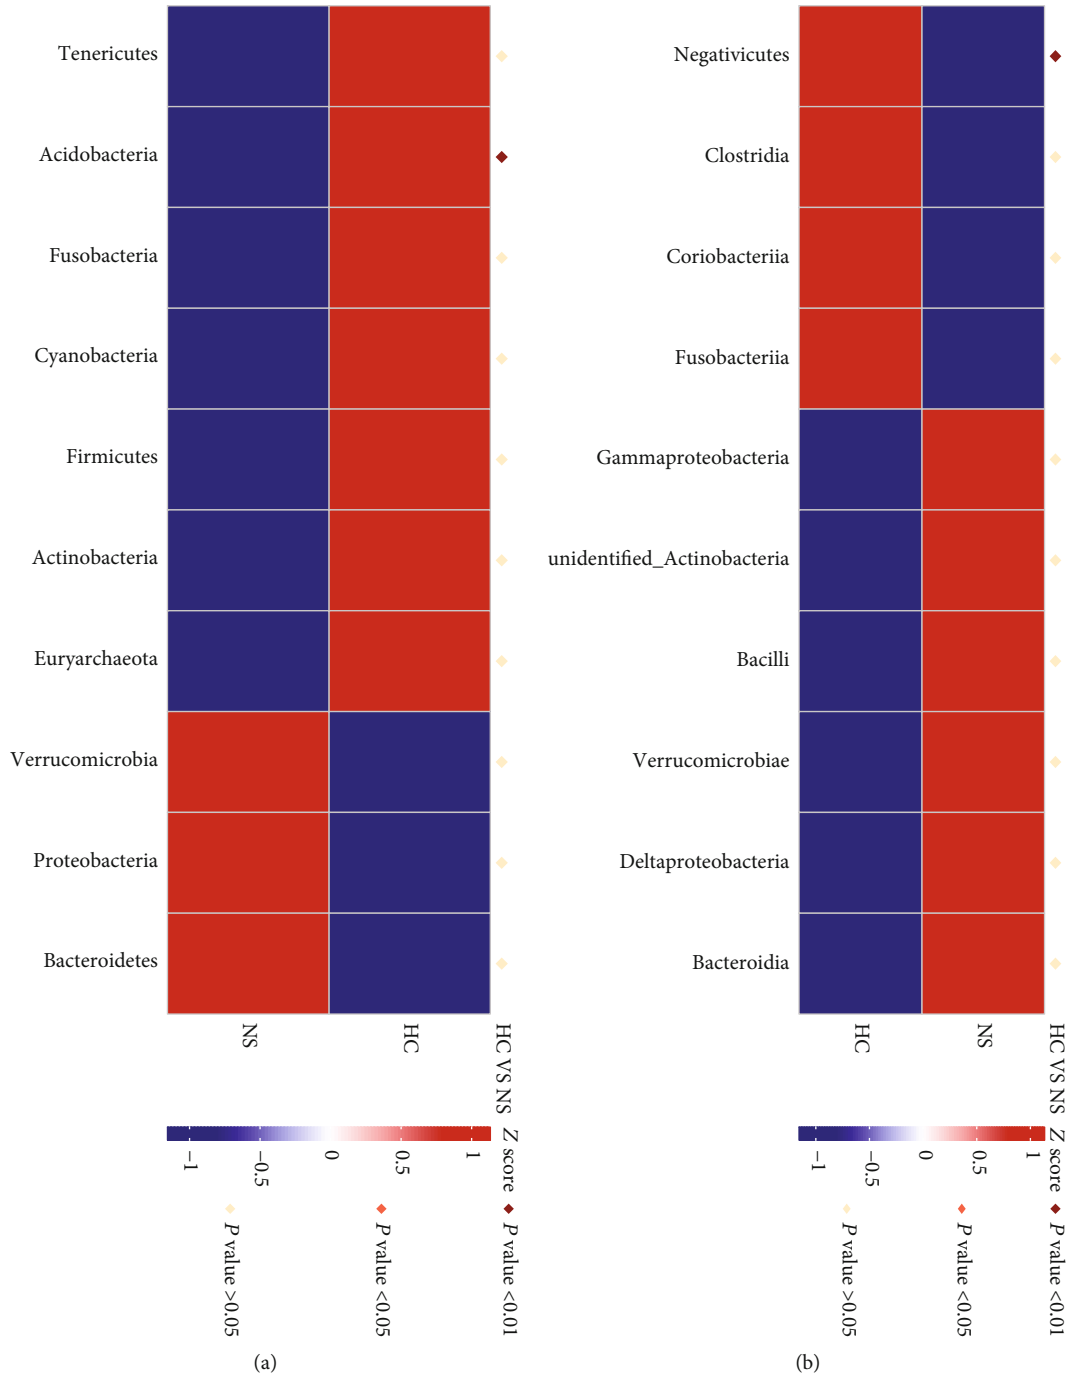 Tenericutes
Acidobacteria
Fusobacteria
Cyanobacteria
Firmicutes
Actinobacteria
Euryarchaeota
Verrucomicrobia
Proteobacteria
Bacteroidetes
NS
HC
HC VS NS
Z score
−1
−0.5
0
0.5
1
P value <0.01
P value <0.05
P value >0.05
(a)
Negativicutes
Clostridia
Coriobacteriia
Fusobacteriia
Gammaproteobacteria
unidentified_Actinobacteria
Bacilli
Verrucomicrobiae
Deltaproteobacteria
Bacteroidia
HC
NS
HC VS NS
Z score
−1
−0.5
0
0.5
1
P value <0.01
P value <0.05
P value >0.05
(b)